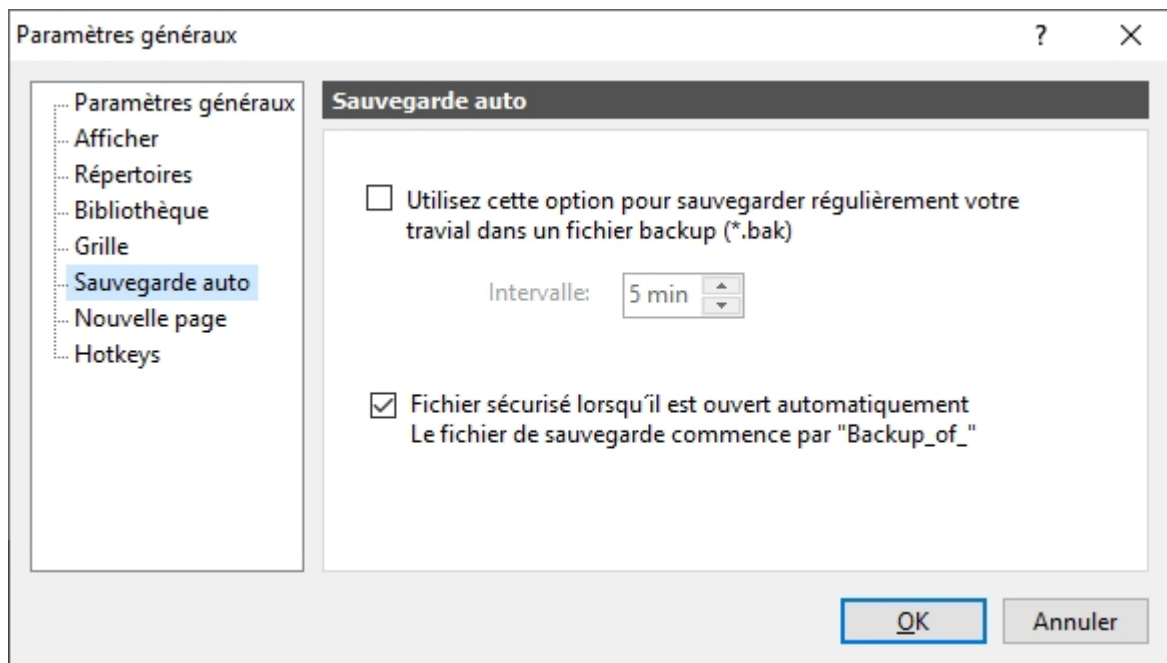 Paramètres généraux
?
Paramètres généraux
Afficher
Répertoires
Bibliothèque
Grille
Sauvegarde auto
Nouvelle page
Hotkeys
Sauvegarde auto
Utilisez cette option pour sauvegarder régulièrement votre
travial dans un fichier backup (*.bak)
Intervalle: 5 min
Fichier sécurisé lorsqu´il est ouvert automatiquement
Le fichier de sauvegarde commence par "Backup_of_"
OK Annuler